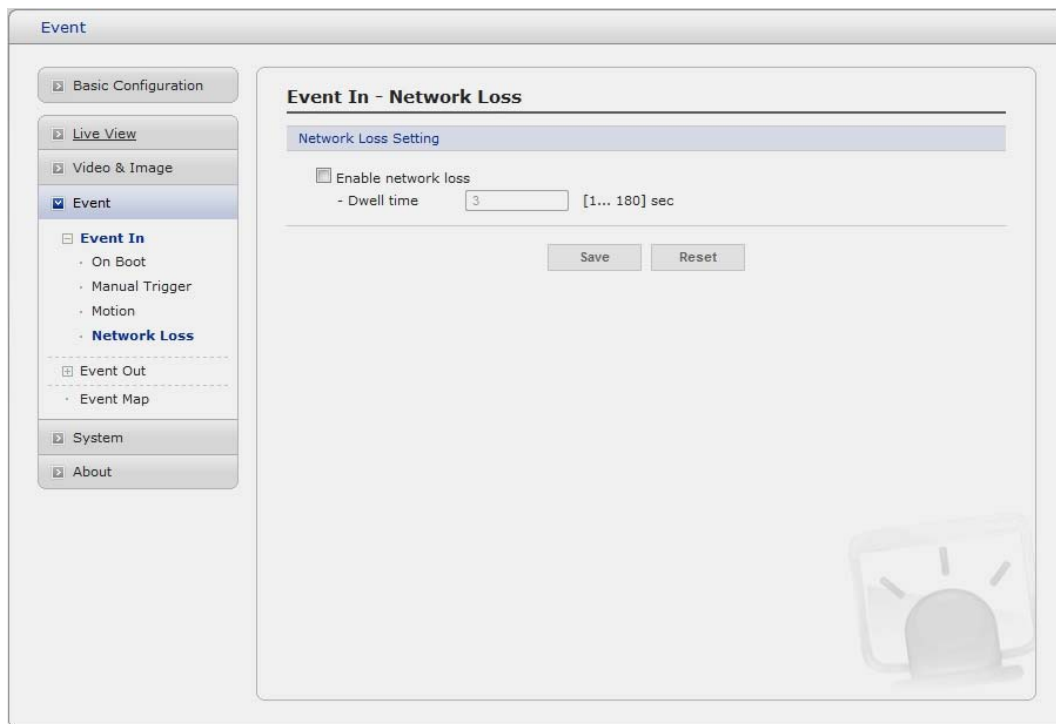 Event
Basic Configuration
Live View
Video & Image
Event
Event In
On Boot
Manual Trigger
Motion
Network Loss
Event Out
Event Map
System
About
Event In - Network Loss
Network Loss Setting
Enable network loss
- Dwell time 3 [1... 180] sec
Save Reset